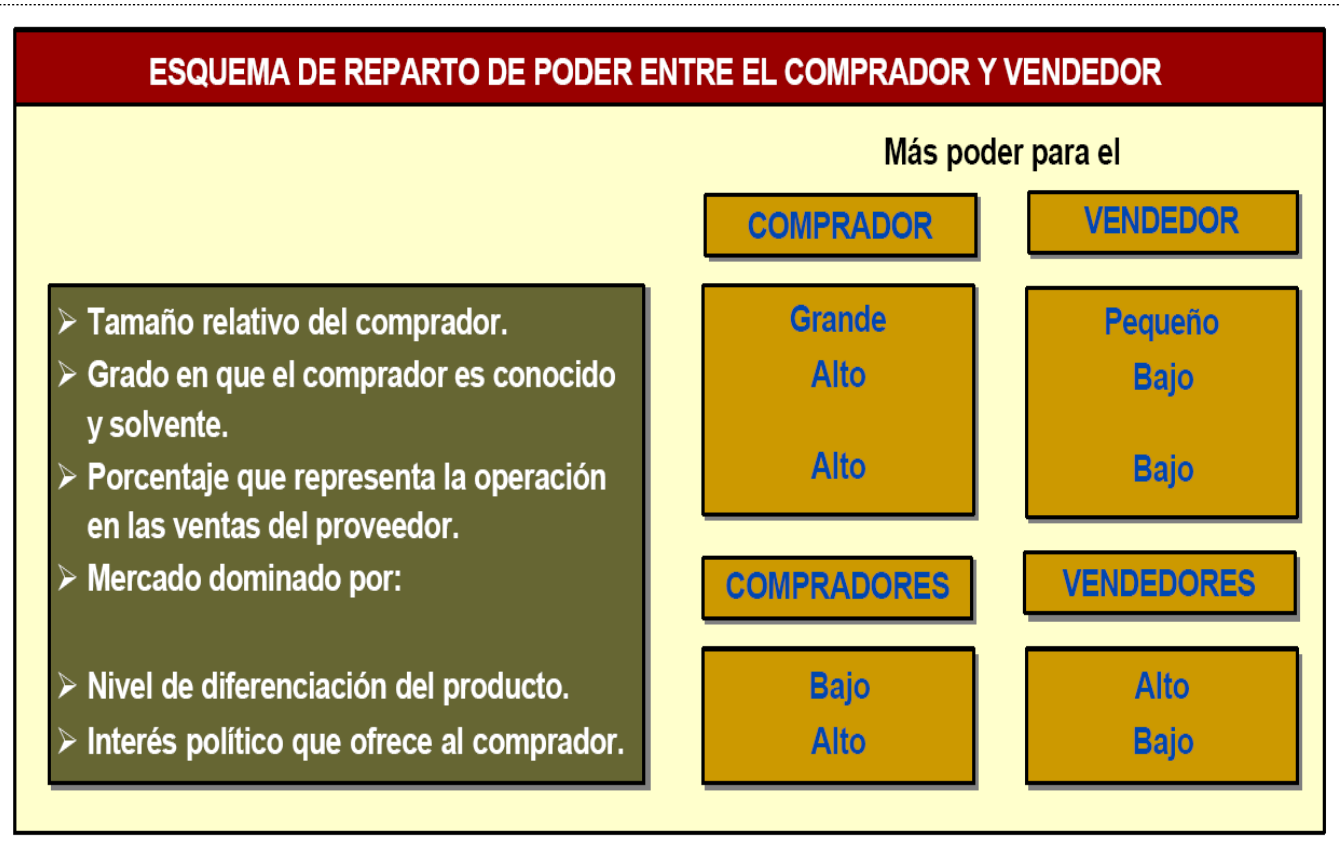 ESQUEMA DE REPARTO DE PODER ENTRE EL COMPRADOR Y VENDEDOR
Más poder para el
COMPRADOR VENDEDOR
➢ Tamaño relativo del comprador. Grande Pequeño
➢ Grado en que el comprador es conocido Alto Bajo
y solvente.
➢ Porcentaje que representa la operación Alto Bajo
en las ventas del proveedor.
➢ Mercado dominado por: COMPRADORES VENDEDORES
➢ Nivel de diferenciación del producto. Bajo Alto
➢ Interés político que ofrece al comprador. Alto Bajo